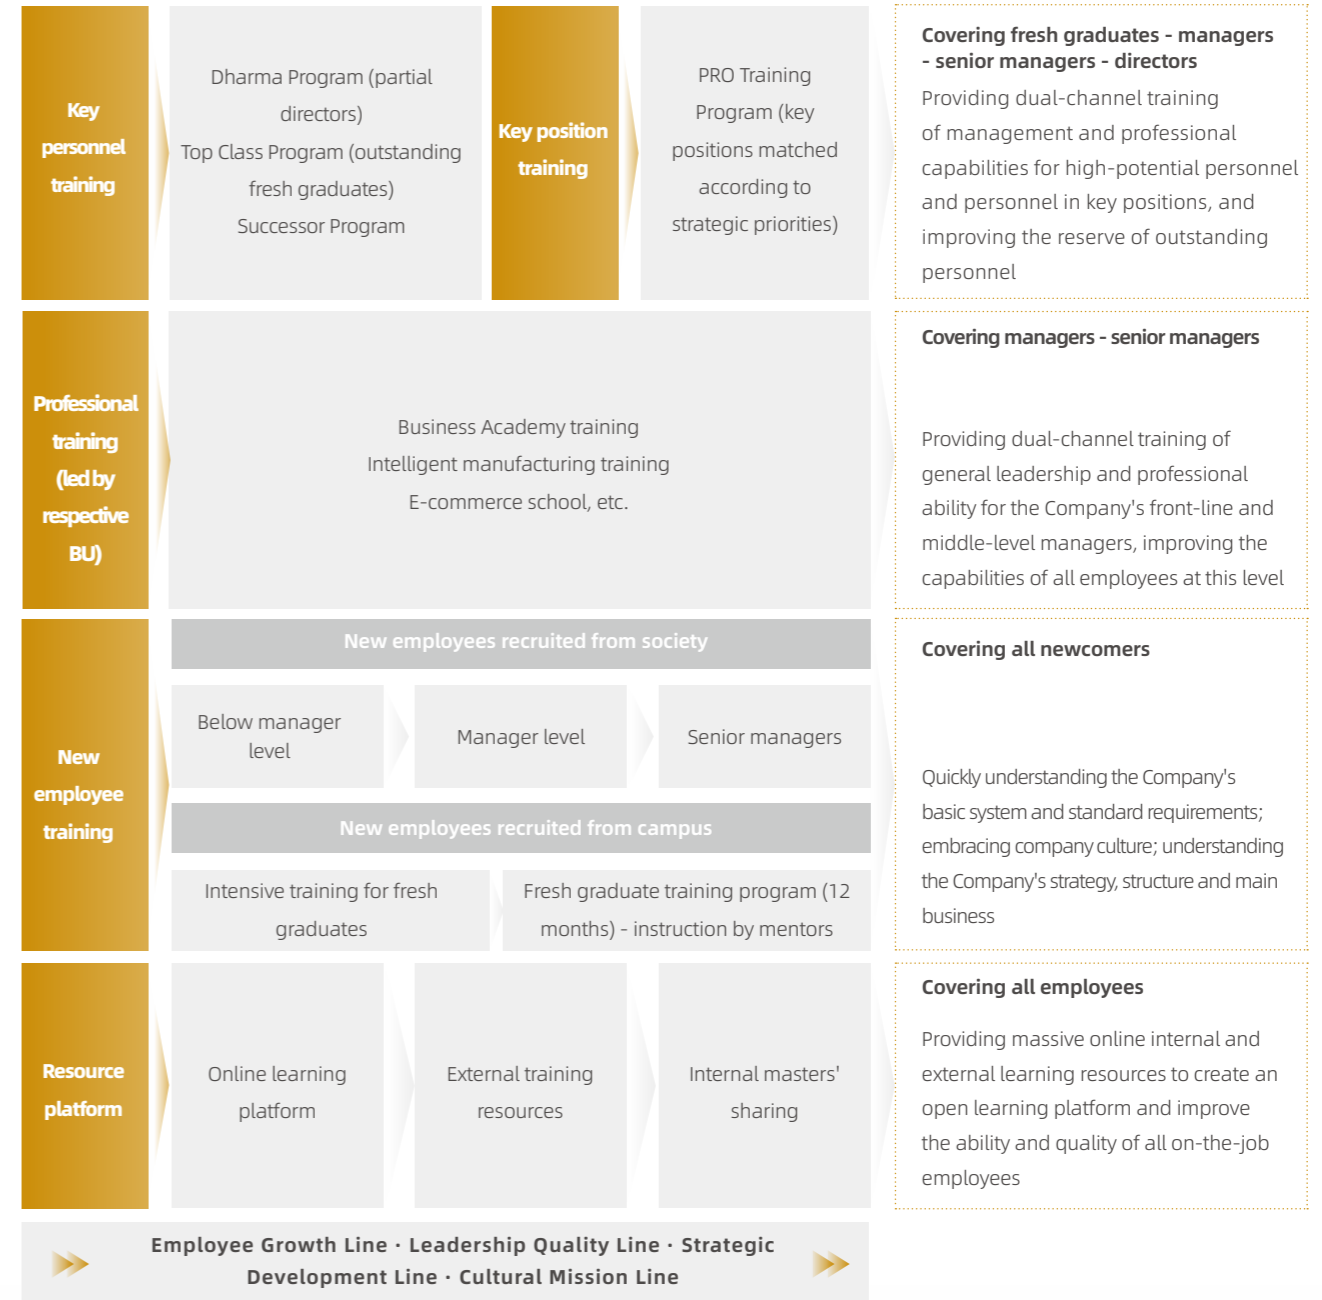 Key
personnel
training
Dharma Program (partial
directors)
Top Class Program (outstanding
fresh graduates)
Successor Program
Key position
training
PRO Training
Program (key
positions matched
according to
strategic priorities)
Covering fresh graduates - managers
- senior managers - directors
Providing dual-channel training
of management and professional
capabilities for high-potential personnel
and personnel in key positions, and
improving the reserve of outstanding
personnel
Professional
training
(led by
respective
BU)
Business Academy training
Intelligent manufacturing training
E-commerce school, etc.
Covering managers - senior managers
Providing dual-channel training of
general leadership and professional
ability for the Company's front-line and
middle-level managers, improving the
capabilities of all employees at this level
New
employee
training
New employees recruited from society
Below manager
level
Manager level
Senior managers
New employees recruited from campus
Intensive training for fresh
graduates
Fresh graduate training program (12
months) - instruction by mentors
Covering all newcomers
Quickly understanding the Company's
basic system and standard requirements;
embracing company culture; understanding
the Company's strategy, structure and main
business
Resource
platform
Online learning
platform
External training
resources
Internal masters'
sharing
Covering all employees
Providing massive online internal and
external learning resources to create an
open learning platform and improve
the ability and quality of all on-the-job
employees
Employee Growth Line · Leadership Quality Line · Strategic
Development Line · Cultural Mission Line